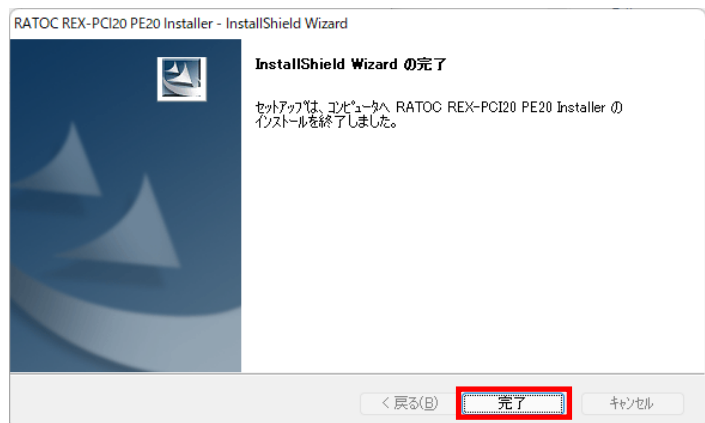 RATOC REX-PCI20 PE20 Installer - InstallShield Wizard
InstallShield Wizard の完了
セットアップは、コンピュータへ RATOC REX-PCI20 PE20 Installer の
インストールを終了しました。
< 戻る(B)
完了
キャンセル